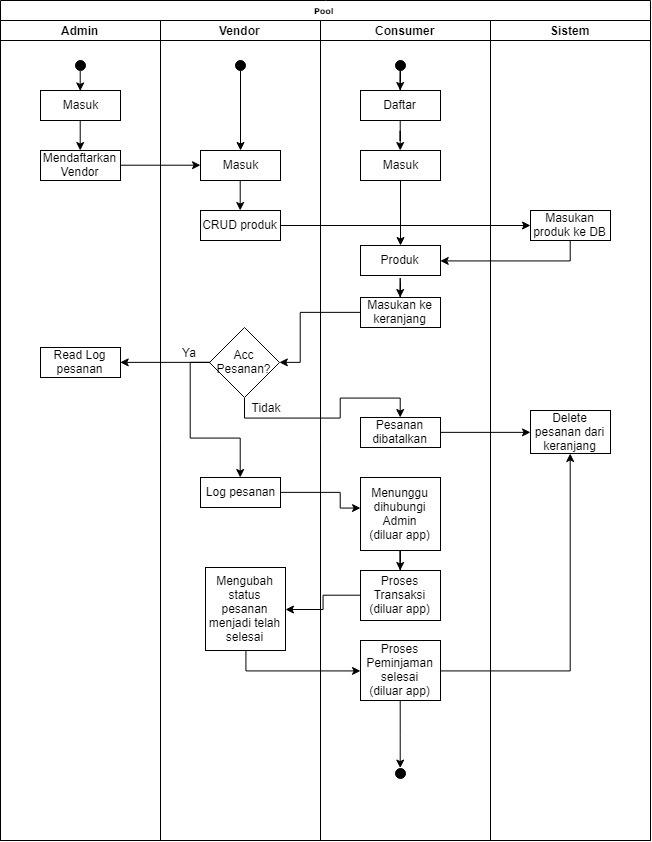 Pool
Admin
Vendor
Consumer
Sistem
Masuk
Daftar
Mendaftarkan
Vendor
Masuk
Masuk
CRUD produk
Masukan
produk ke DB
Produk
Masukan ke
keranjang
Read Log
pesanan
Ya
Acc
Pesanan?
Tidak
Pesanan
dibatalkan
Delete
pesanan dari
keranjang
Log pesanan
Menunggu
dihubungi
Admin
(diluar app)
Mengubah
status
pesanan
menjadi telah
selesai
Proses
Transaksi
(diluar app)
Proses
Peminjaman
selesai
(diluar app)